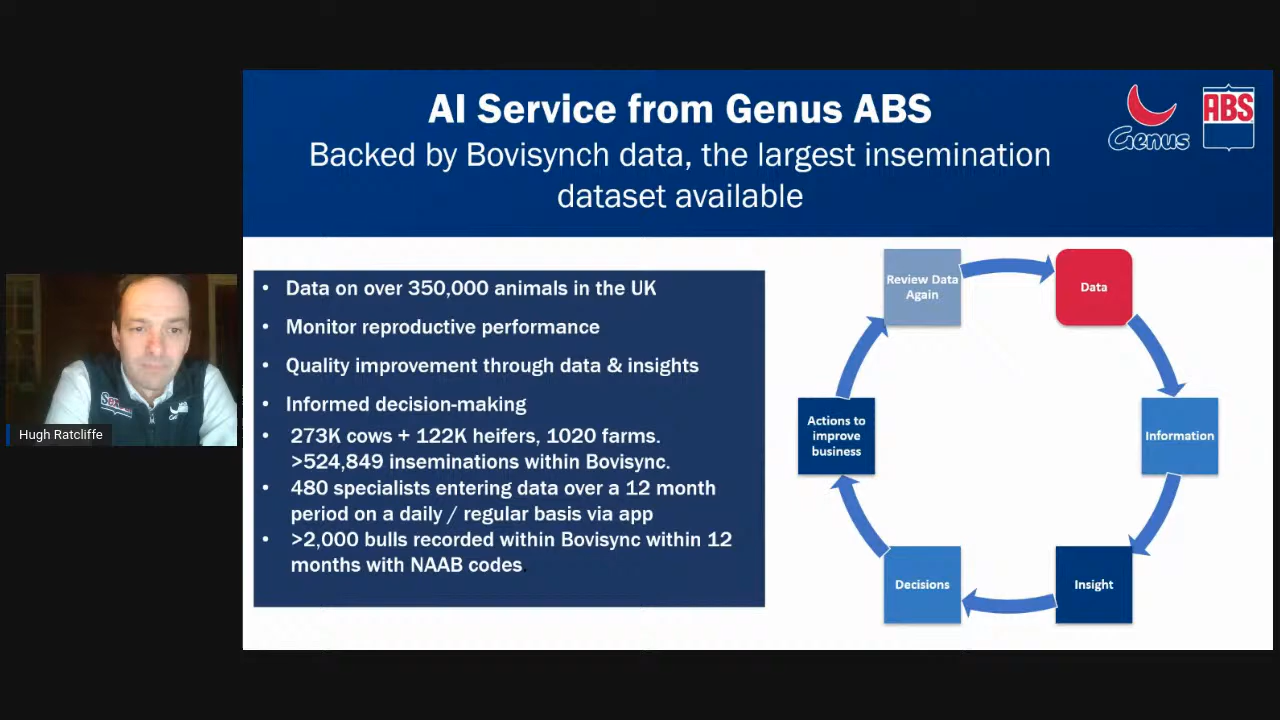 AI Service from Genus ABS
Backed by Bovisynch data, the largest insemination
dataset available
Genus
ABS
• Data on over 350,000 animals in the UK
• Monitor reproductive performance
• Quality improvement through data & insights
• Informed decision-making
• 273K cows + 122K heifers, 1020 farms.
>524,849 inseminations within Bovisync.
• 480 specialists entering data over a 12 month
period on a daily / regular basis via app
• >2,000 bulls recorded within Bovisync within 12
months with NAAB codes.
Review Data
Again
Data
Information
Insight
Decisions
Actions to
improve
business
Hugh Ratcliffe